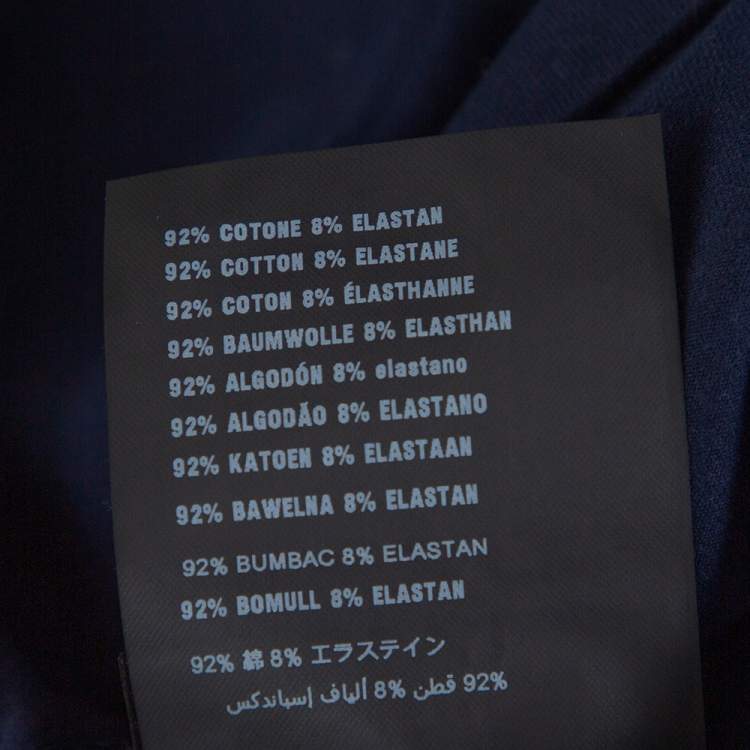 92% COTONE 8% ELASTAN
92% COTTON 8% ELASTANE
92% COTON 8% ÉLASTHANNE
92% BAUMWOLLE 8% ELASTHAN
92% ALGODÓN 8% elastano
92% ALGODÃO 8% ELASTANO
92% KATOEN 8% ELASTAAN
92% BAWELNA 8% ELASTAN
92% BUMBAC 8% ELASTAN
92% BOMULL 8% ELASTAN
92% 綿 8% エラステイン
92% قطن 8% ألياف إسباندكس